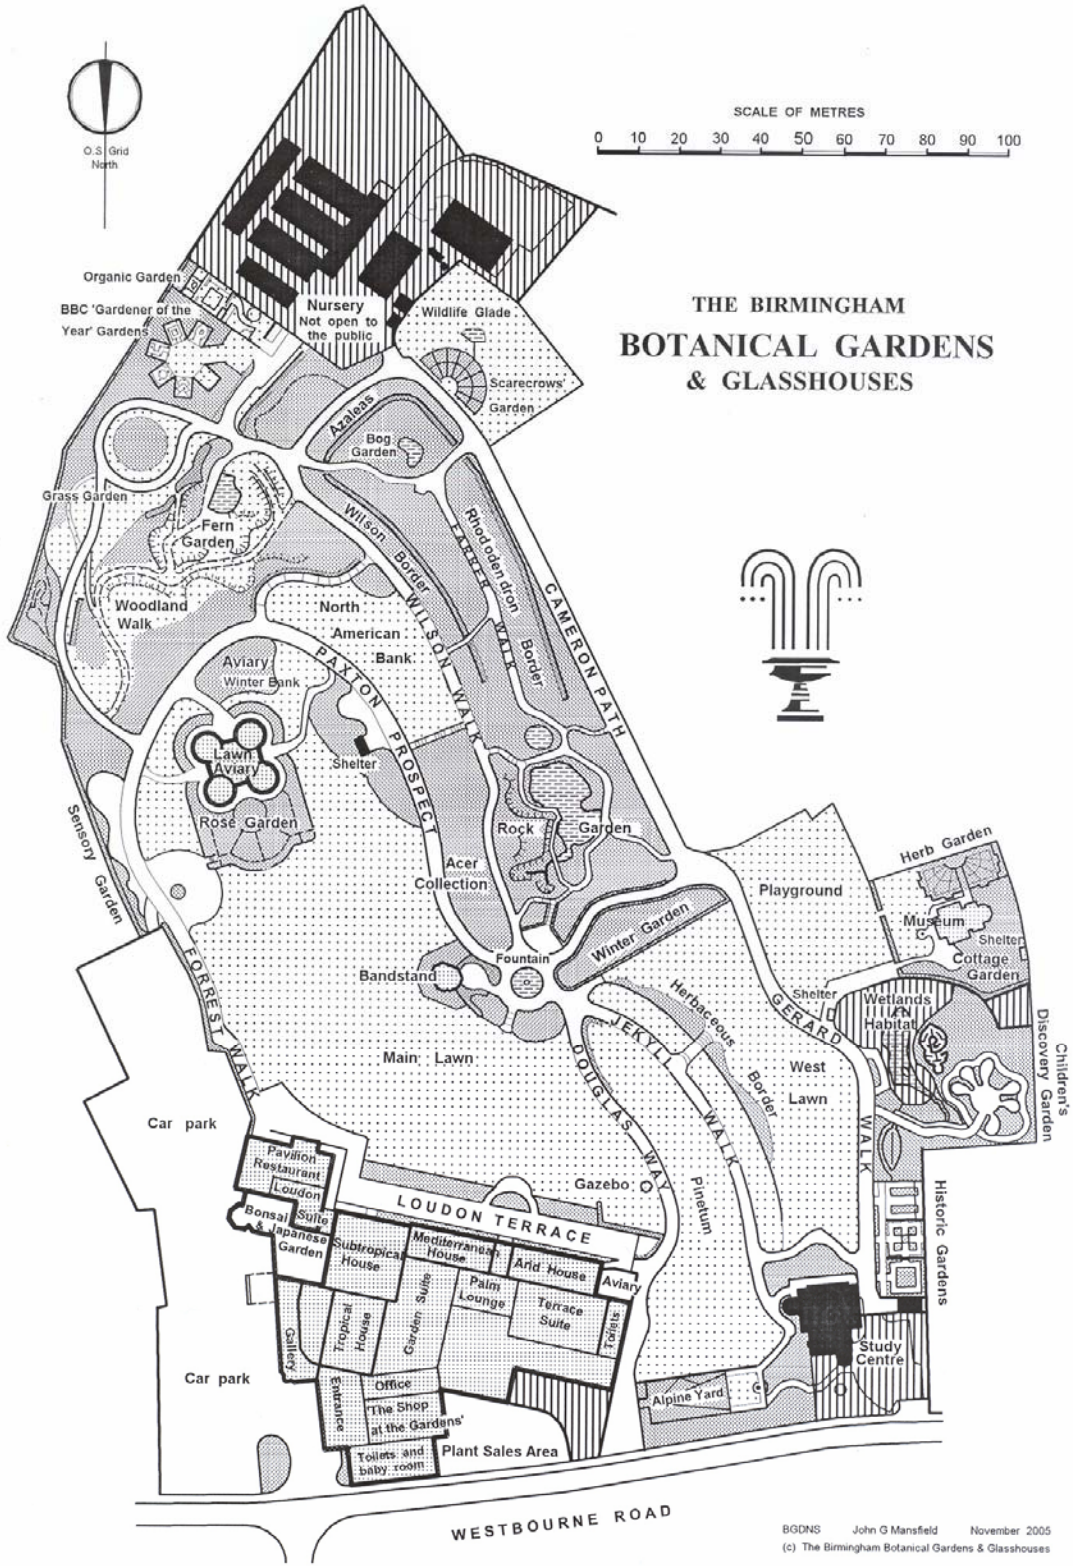 SCALE OF METRES
0 10 20 30 40 50 60 70 80 90 100
O.S. Grid
North
THE BIRMINGHAM
BOTANICAL GARDENS
& GLASSHOUSES
Organic Garden
BBC 'Gardener of the
Year' Gardens
Nursery
Not open to
the public
Wildlife Glade
Scarecrows'
Garden
Azaleas
Bog
Garden
Grass Garden
Fern
Garden
Wilson Border
Rhododendron Border
FARRER WALK
CAMERON PATH
WILSON WALK
Woodland
Walk
North
American
Bank
PAXTON PROSPECT
Aviary
Winter Bank
Lawn
Aviary
Shelter
Rose Garden
Sensory Garden
Rock Garden
Acer
Collection
Playground
Herb Garden
Museum
Shelter
Cottage
Garden
Winter Garden
Fountain
Bandstand
FORREST WALK
Herbaceous Border
Shelter
GERARD WALK
Wetlands
Habitat
Children's
Discovery Garden
JEKYLL WALK
DOUGLAS WAY
Main Lawn
West
Lawn
Car park
Pavilion
Restaurant
Loudon
Suite
Bonsai
& Japanese
Garden
LOUDON TERRACE
Gazebo
Pinetum
Historic Gardens
Subtropical
House
Mediterranean
House
Arid House
Aviary
Palm
Lounge
Terrace
Suite
Toilets
Tropical
House
Garden Suite
Gallery
Study
Centre
Car park
Entrance
Office
'The Shop
at the Gardens'
Alpine Yard
Toilets and
baby room
Plant Sales Area
WESTBOURNE ROAD
BGDNS John G Mansfield November 2005
(c) The Birmingham Botanical Gardens & Glasshouses